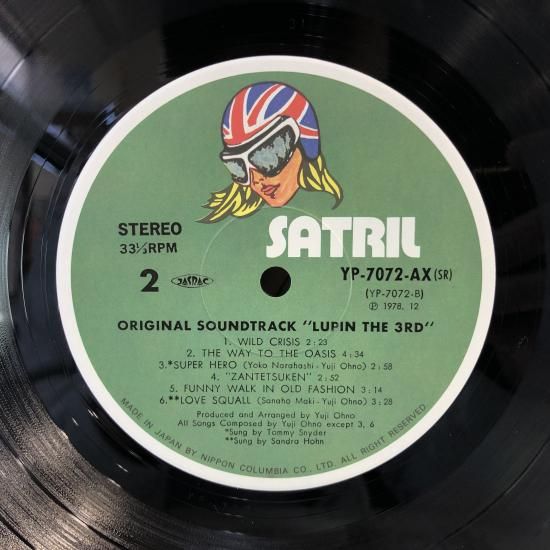 SATRIL
STEREO
33⅓RPM
2
JASRAC
YP-7072-AX(SR)
(YP-7072-B)
℗ 1978. 12
ORIGINAL SOUNDTRACK "LUPIN THE 3RD"
1. WILD CRISIS 2:23
2. THE WAY TO THE OASIS 4:34
3.*SUPER HERO (Yoko Narahashi-Yuji Ohno) 2:58
4. "ZANTETSUKEN" 2:52
5. FUNNY WALK IN OLD FASHION 3:14
6.**LOVE SQUALL (Sanaho Maki-Yuji Ohno) 3:28
Produced and Arranged by Yuji Ohno
All Songs Composed by Yuji Ohno except 3, 6
*Sung by Tommy Snyder
**Sung by Sandra Hohn
MADE IN JAPAN BY NIPPON COLUMBIA CO., LTD. ALL RIGHT RESERVED